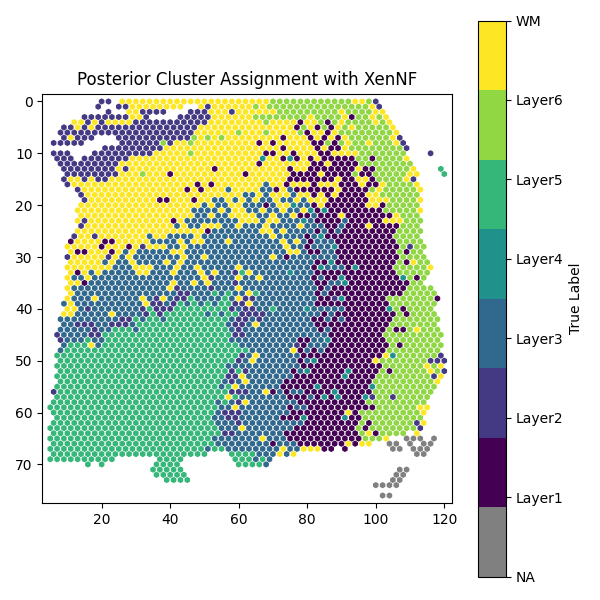 Posterior Cluster Assignment with XenNF
0
10
20
30
40
50
60
70
20
40
60
80
100
120
WM
Layer6
Layer5
Layer4
Layer3
Layer2
Layer1
NA
True Label